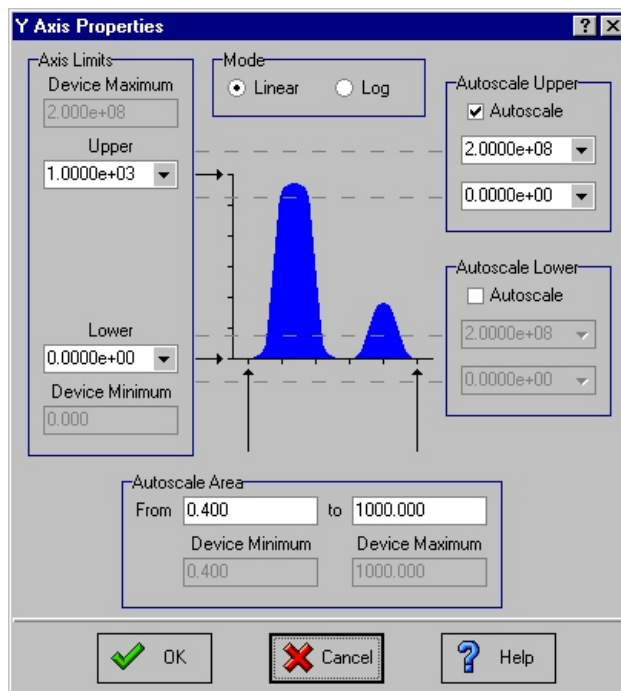 Y Axis Properties
Axis Limits
Device Maximum
2.000e+08
Upper
1.0000e+03
Lower
0.0000e+00
Device Minimum
0.000
Mode
Linear
Log
Autoscale Upper
Autoscale
2.0000e+08
0.0000e+00
Autoscale Lower
Autoscale
2.0000e+08
0.0000e+00
Autoscale Area
From 0.400 to 1000.000
Device Minimum Device Maximum
0.400 1000.000
OK
Cancel
? Help